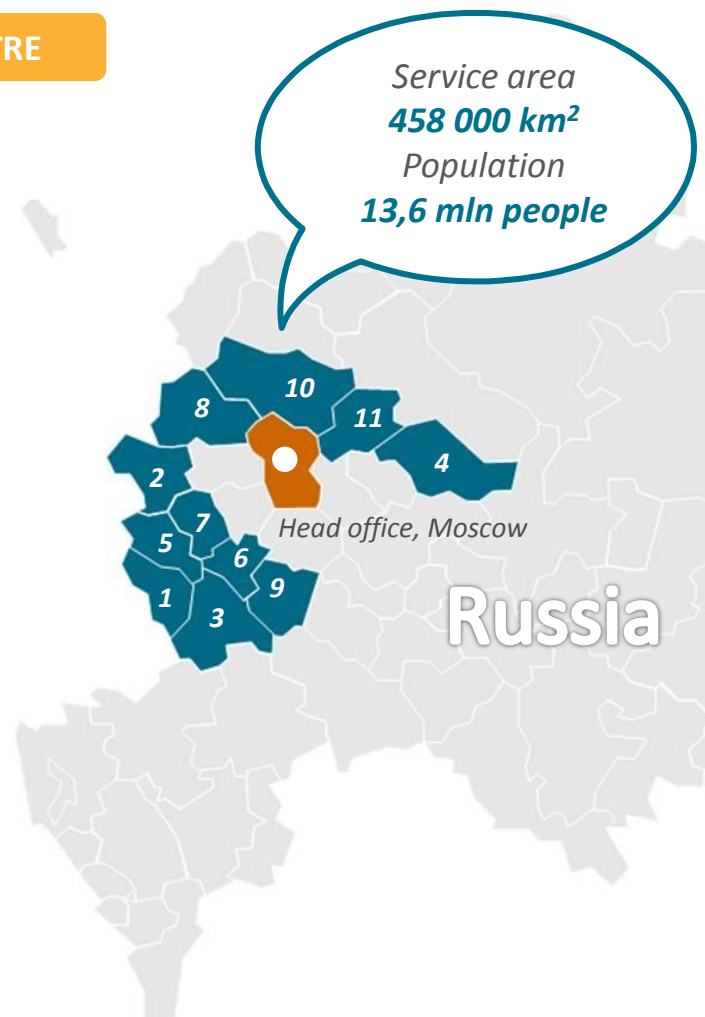 TRE
Service area
458 000 km²
Population
13,6 mln people
10
8
11
4
2
7
5
6
9
1
3
Head office, Moscow
Russia